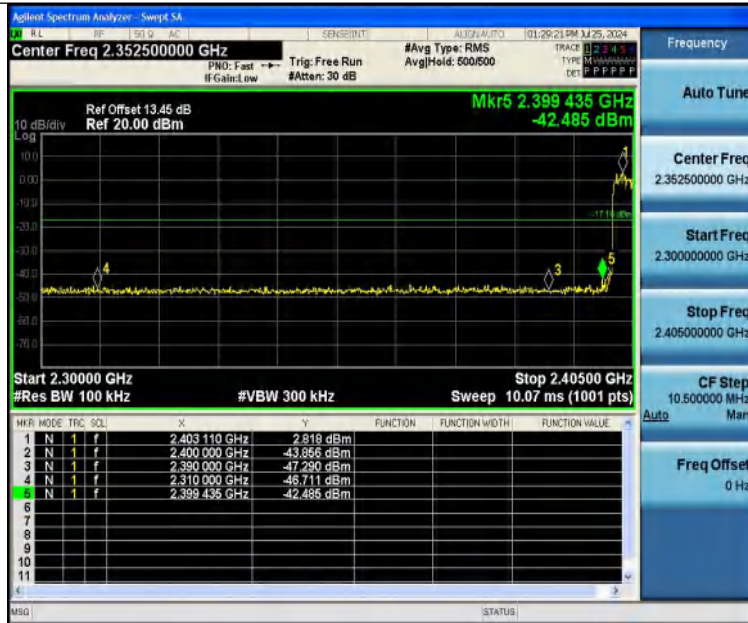 Agilent Spectrum Analyzer - Swept SA
RL RF 50 Ω AC SENSE:INT ALIGN AUTO 01:29:21 PM Jul 25, 2024
Center Freq 2.352500000 GHz #Avg Type: RMS TRACE 1 2 3 4 5 6
PNO: Fast Trig: Free Run Avg|Hold: 500/500 TYPE M
IFGain:Low #Atten: 30 dB DET P P P P P P
Ref Offset 13.45 dB Mkr5 2.399 435 GHz
10 dB/div Ref 20.00 dBm -42.485 dBm
Log
10.0
0.00
-10.0
-17.18 dBm
-20.0
-30.0
-40.0
-50.0
-60.0
-70.0
1
4
3
5
Start 2.30000 GHz Stop 2.40500 GHz
#Res BW 100 kHz #VBW 300 kHz Sweep 10.07 ms (1001 pts)
MKR MODE TRC SCL X Y FUNCTION FUNCTION WIDTH FUNCTION VALUE
1 N 1 f 2.403 110 GHz 2.818 dBm
2 N 1 f 2.400 000 GHz -43.856 dBm
3 N 1 f 2.390 000 GHz -47.290 dBm
4 N 1 f 2.310 000 GHz -46.711 dBm
5 N 1 f 2.399 435 GHz -42.485 dBm
6
7
8
9
10
11
MSG STATUS
Frequency
Auto Tune
Center Freq
2.352500000 GHz
Start Freq
2.300000000 GHz
Stop Freq
2.405000000 GHz
CF Step
10.500000 MHz
Auto Man
Freq Offset
0 Hz